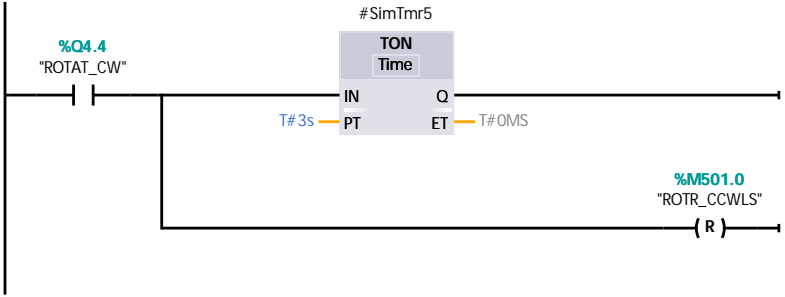 #SimTmr5
%Q4.4
"ROTAT_CW"
TON
Time
IN
Q
T#3s
PT
ET
T#0MS
%M501.0
"ROTR_CCWLS"
R